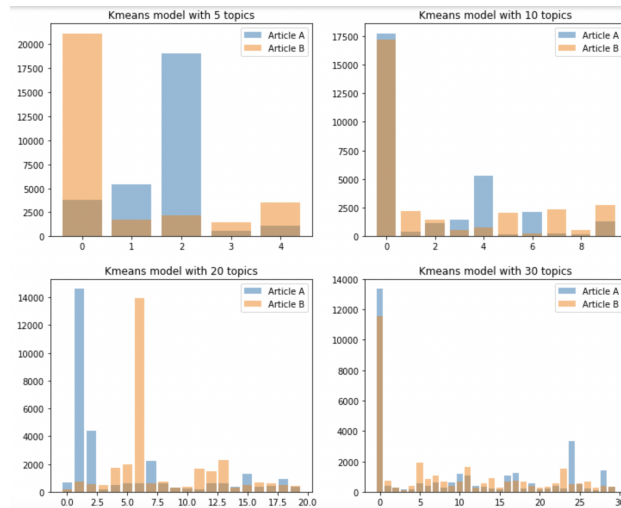 Kmeans model with 5 topics
20000
17500
15000
12500
10000
7500
5000
2500
0
0 1 2 3 4
Article A
Article B
Kmeans model with 10 topics
17500
15000
12500
10000
7500
5000
2500
0
0 2 4 6 8
Article A
Article B
Kmeans model with 20 topics
14000
12000
10000
8000
6000
4000
2000
0
0.0 2.5 5.0 7.5 10.0 12.5 15.0 17.5 20.0
Article A
Article B
Kmeans model with 30 topics
14000
12000
10000
8000
6000
4000
2000
0
0 5 10 15 20 25 30
Article A
Article B